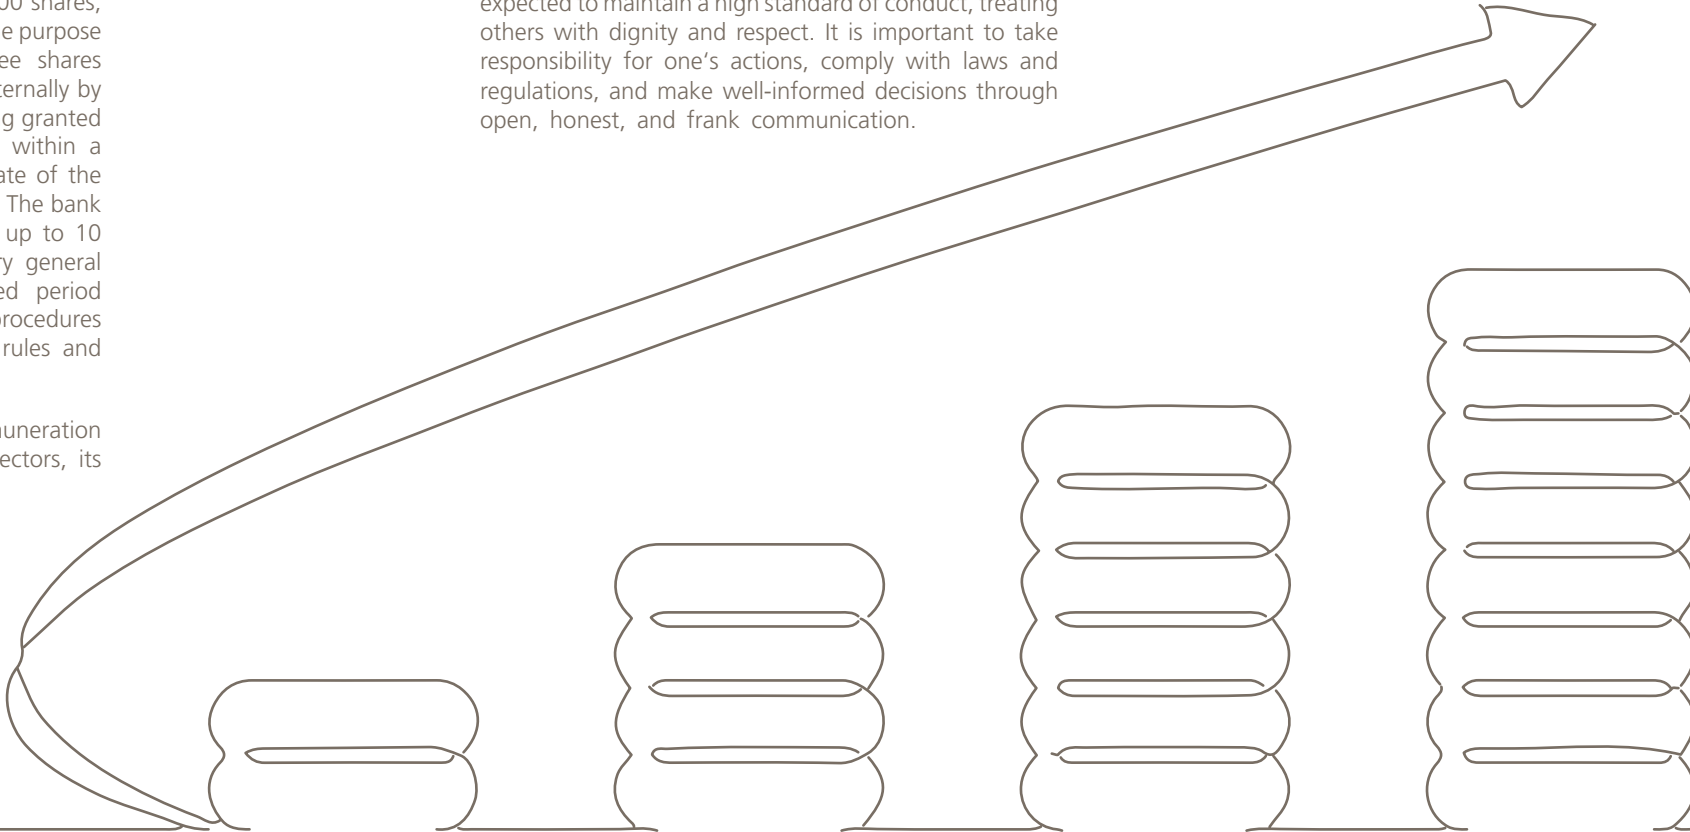 00 shares,
e purpose
ee shares
ternally by
g granted
within a
ate of the
The bank
up to 10
ry general
ed period
procedures
rules and
uneration
ectors, its
expected to maintain a high standard of conduct, treating
others with dignity and respect. It is important to take
responsibility for one’s actions, comply with laws and
regulations, and make well-informed decisions through
open, honest, and frank communication.